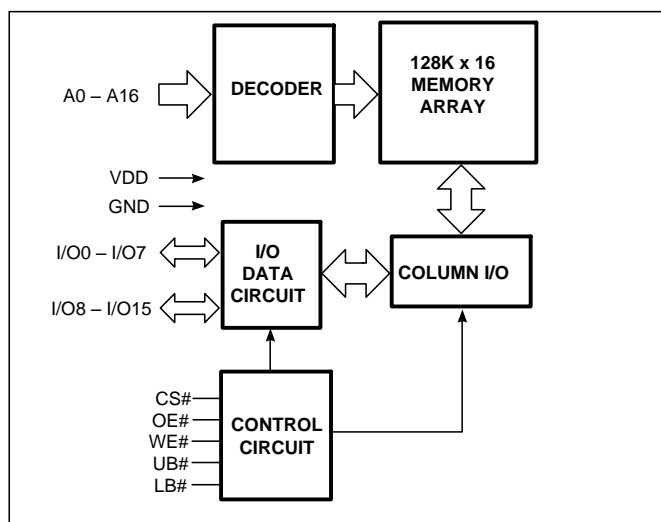 A0 – A16
DECODER
128K x 16
MEMORY
ARRAY
VDD
GND
I/O0 – I/O7
I/O8 – I/O15
I/O
DATA
CIRCUIT
COLUMN I/O
CS#
OE#
WE#
UB#
LB#
CONTROL
CIRCUIT